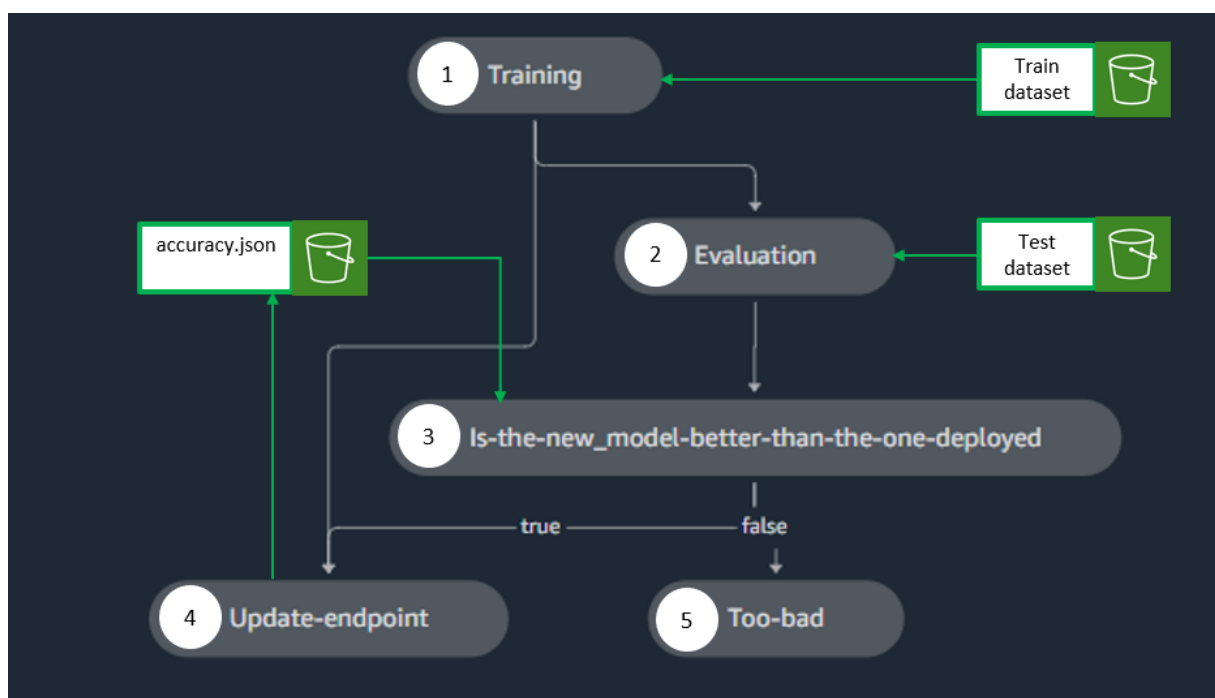 1 Training
Train
dataset
accuracy.json
2 Evaluation
Test
dataset
3 Is-the-new_model-better-than-the-one-deployed
true
false
4 Update-endpoint
5 Too-bad